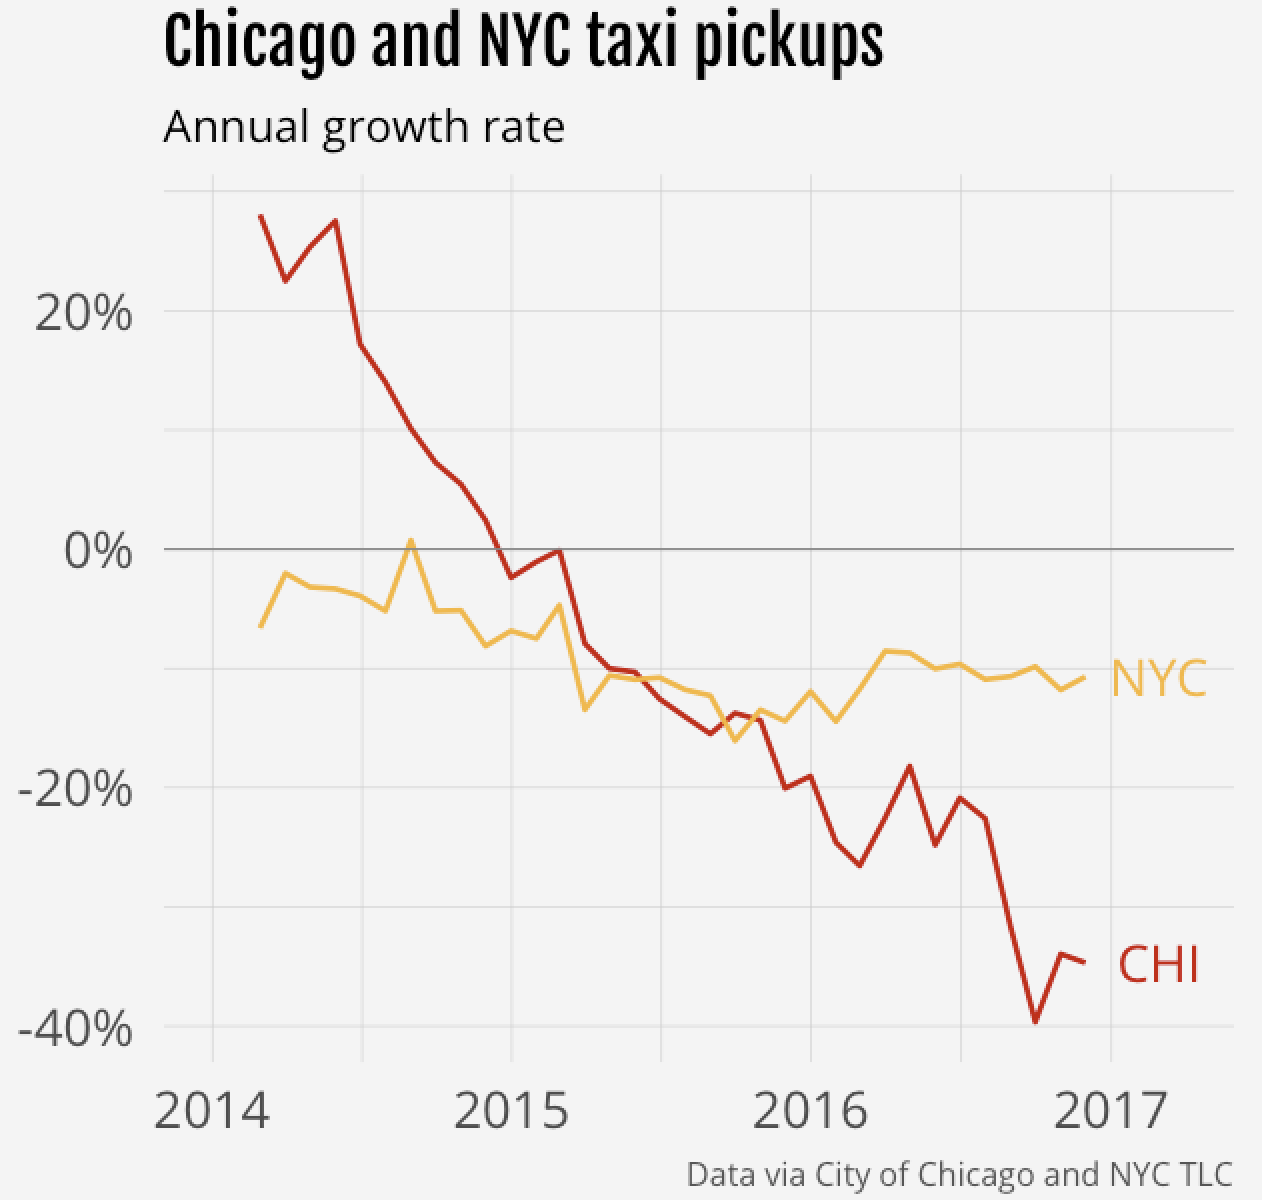 Chicago and NYC taxi pickups
Annual growth rate
20%
0%
-20%
-40%
NYC
CHI
2014 2015 2016 2017
Data via City of Chicago and NYC TLC